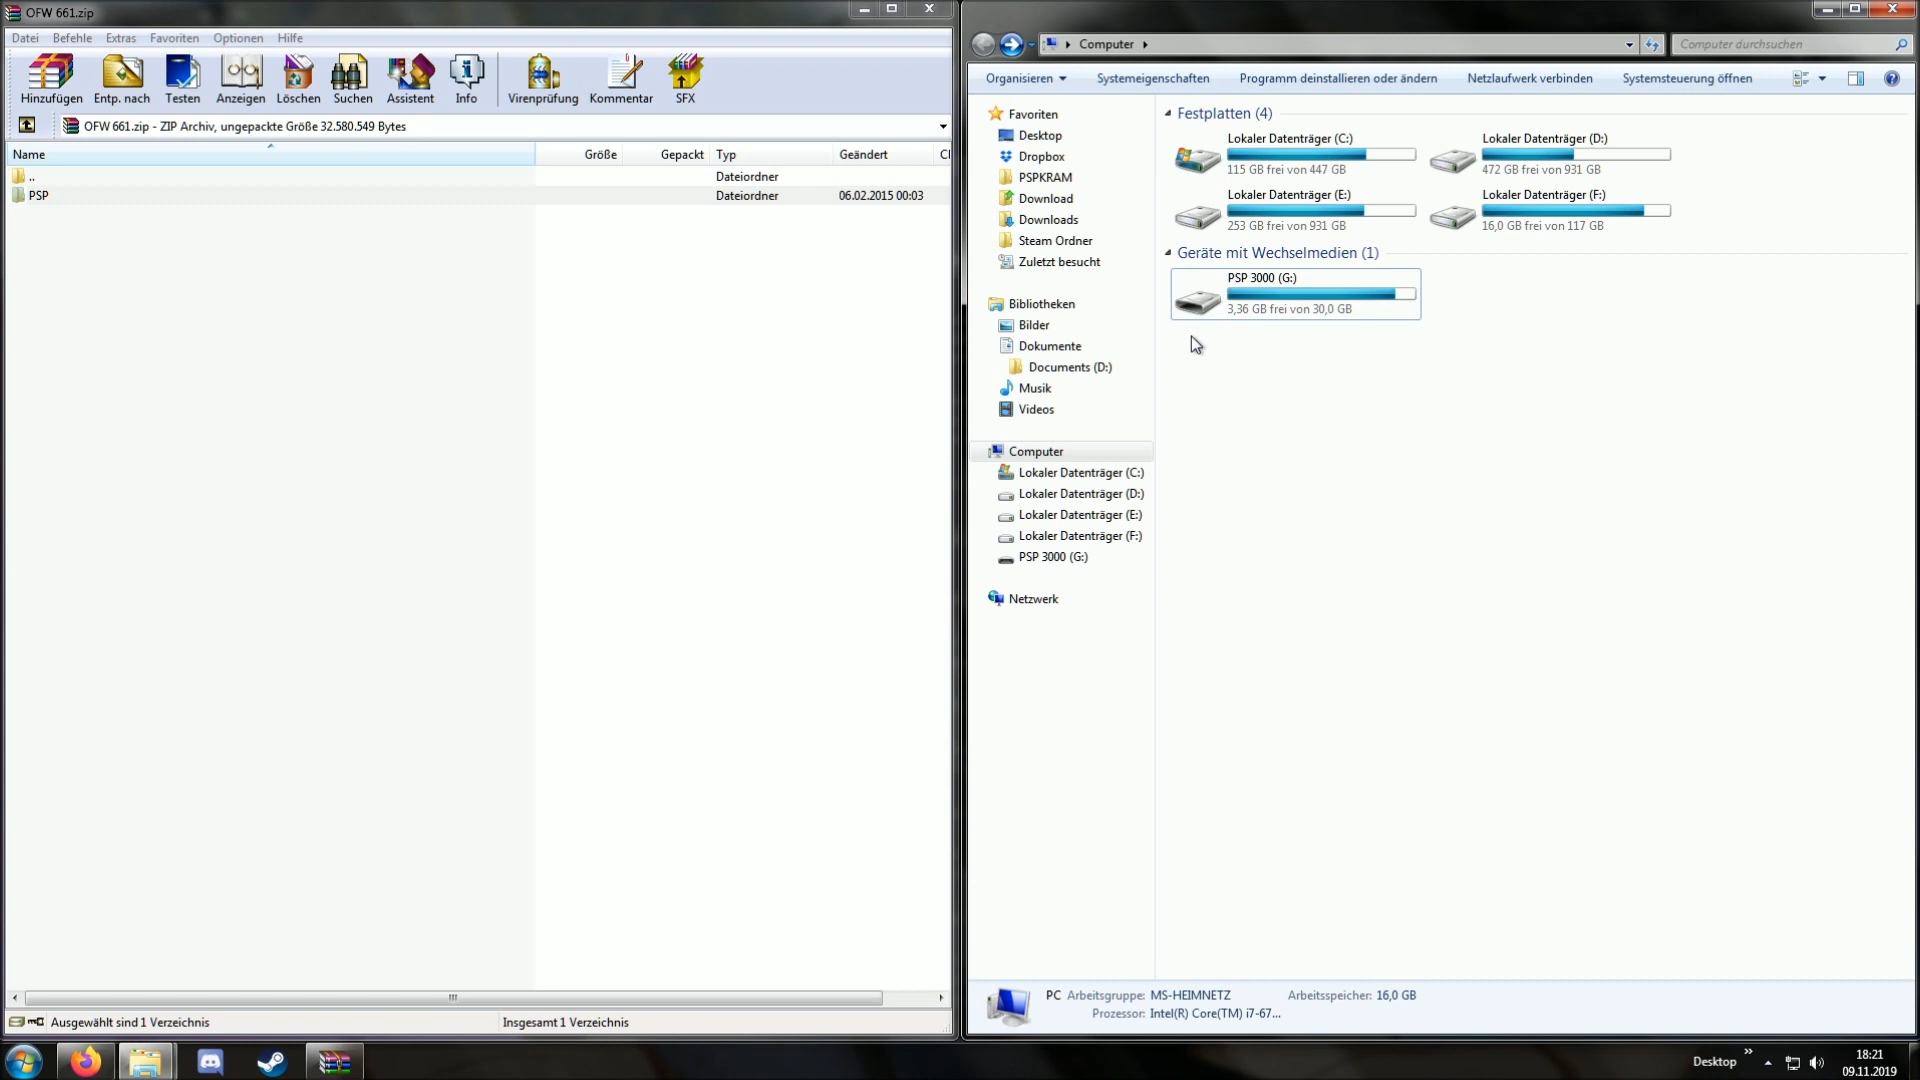 OFW 661.zip
Datei Befehle Extras Favoriten Optionen Hilfe
Hinzufügen Entp. nach Testen Anzeigen Löschen Suchen Assistent Info Virenprüfung Kommentar SFX
OFW 661.zip - ZIP Archiv, ungepackte Größe 32.580.549 Bytes
Name Größe Gepackt Typ Geändert
.. Dateiordner
PSP Dateiordner 06.02.2015 00:03
Ausgewählt sind 1 Verzeichnis Insgesamt 1 Verzeichnis
Computer
Computer durchsuchen
Organisieren Systemeigenschaften Programm deinstallieren oder ändern Netzlaufwerk verbinden Systemsteuerung öffnen
Favoriten
Desktop
Dropbox
PSPKRAM
Download
Downloads
Steam Ordner
Zuletzt besucht
Bibliotheken
Bilder
Dokumente
Documents (D:)
Musik
Videos
Computer
Lokaler Datenträger (C:)
Lokaler Datenträger (D:)
Lokaler Datenträger (E:)
Lokaler Datenträger (F:)
PSP 3000 (G:)
Netzwerk
Festplatten (4)
Lokaler Datenträger (C:)
115 GB frei von 447 GB
Lokaler Datenträger (D:)
472 GB frei von 931 GB
Lokaler Datenträger (E:)
253 GB frei von 931 GB
Lokaler Datenträger (F:)
16,0 GB frei von 117 GB
Geräte mit Wechselmedien (1)
PSP 3000 (G:)
3,36 GB frei von 30,0 GB
PC Arbeitsgruppe: MS-HEIMNETZ Arbeitsspeicher: 16,0 GB
Prozessor: Intel(R) Core(TM) i7-67...
Desktop
18:21
09.11.2019